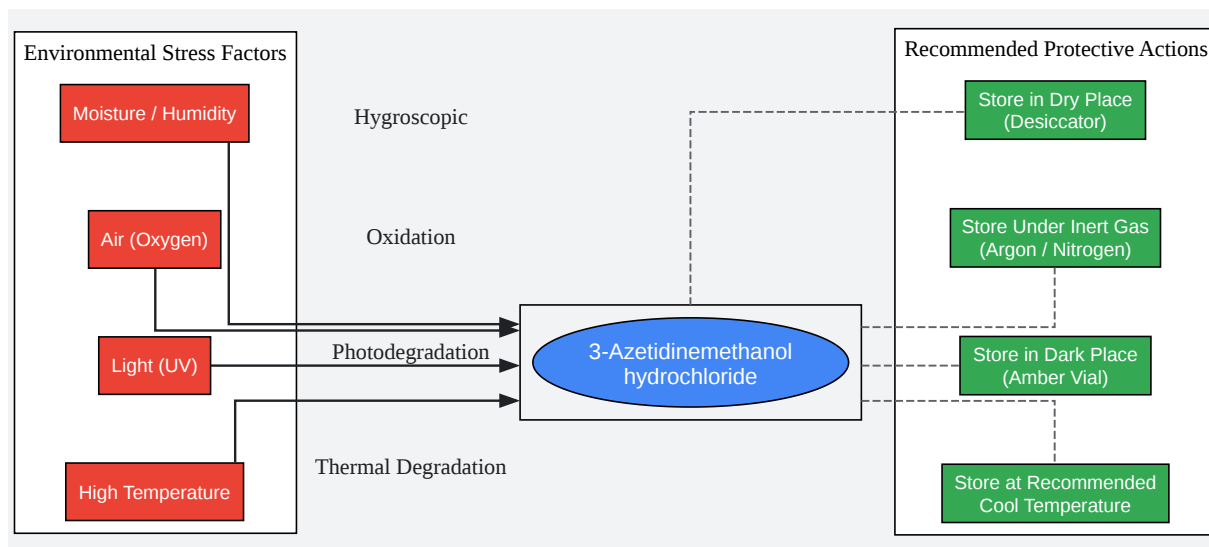 Environmental Stress Factors
Moisture / Humidity
Air (Oxygen)
Light (UV)
High Temperature
Hygroscopic
Oxidation
Photodegradation
Thermal Degradation
3-Azetidinemethanol
hydrochloride
Recommended Protective Actions
Store in Dry Place
(Desiccator)
Store Under Inert Gas
(Argon / Nitrogen)
Store in Dark Place
(Amber Vial)
Store at Recommended
Cool Temperature